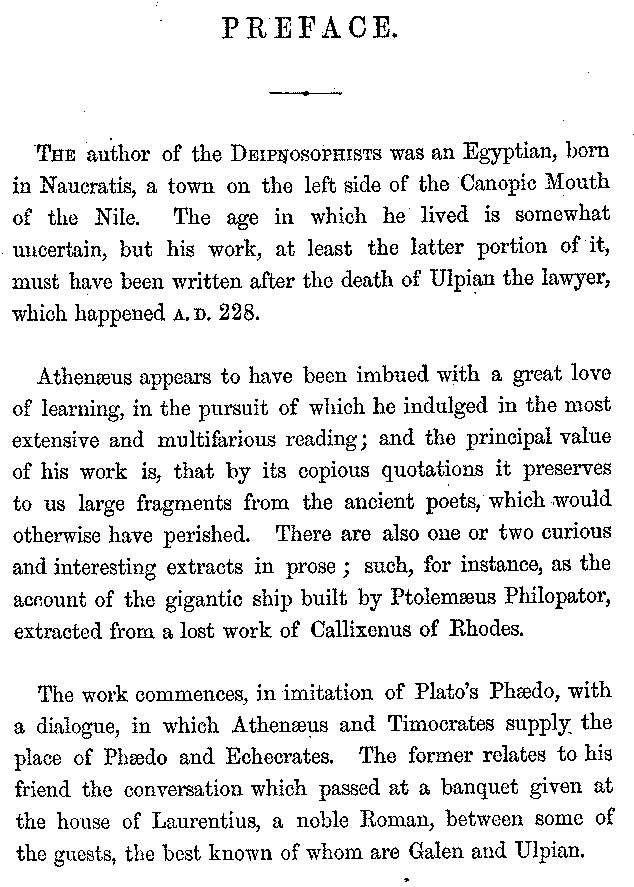 PREFACE.
THE author of the DEIPNOSOPHISTS was an Egyptian, born
in Naucratis, a town on the left side of the Canopic Mouth
of the Nile. The age in which he lived is somewhat
uncertain, but his work, at least the latter portion of it,
must have been written after the death of Ulpian the lawyer,
which happened A.D. 228.
Athenæus appears to have been imbued with a great love
of learning, in the pursuit of which he indulged in the most
extensive and multifarious reading; and the principal value
of his work is, that by its copious quotations it preserves
to us large fragments from the ancient poets, which would
otherwise have perished. There are also one or two curious
and interesting extracts in prose; such, for instance, as the
account of the gigantic ship built by Ptolemæus Philopator,
extracted from a lost work of Callixenus of Rhodes.
The work commences, in imitation of Plato's Phædo, with
a dialogue, in which Athenæus and Timocrates supply the
place of Phædo and Echecrates. The former relates to his
friend the conversation which passed at a banquet given at
the house of Laurentius, a noble Roman, between some of
the guests, the best known of whom are Galen and Ulpian.